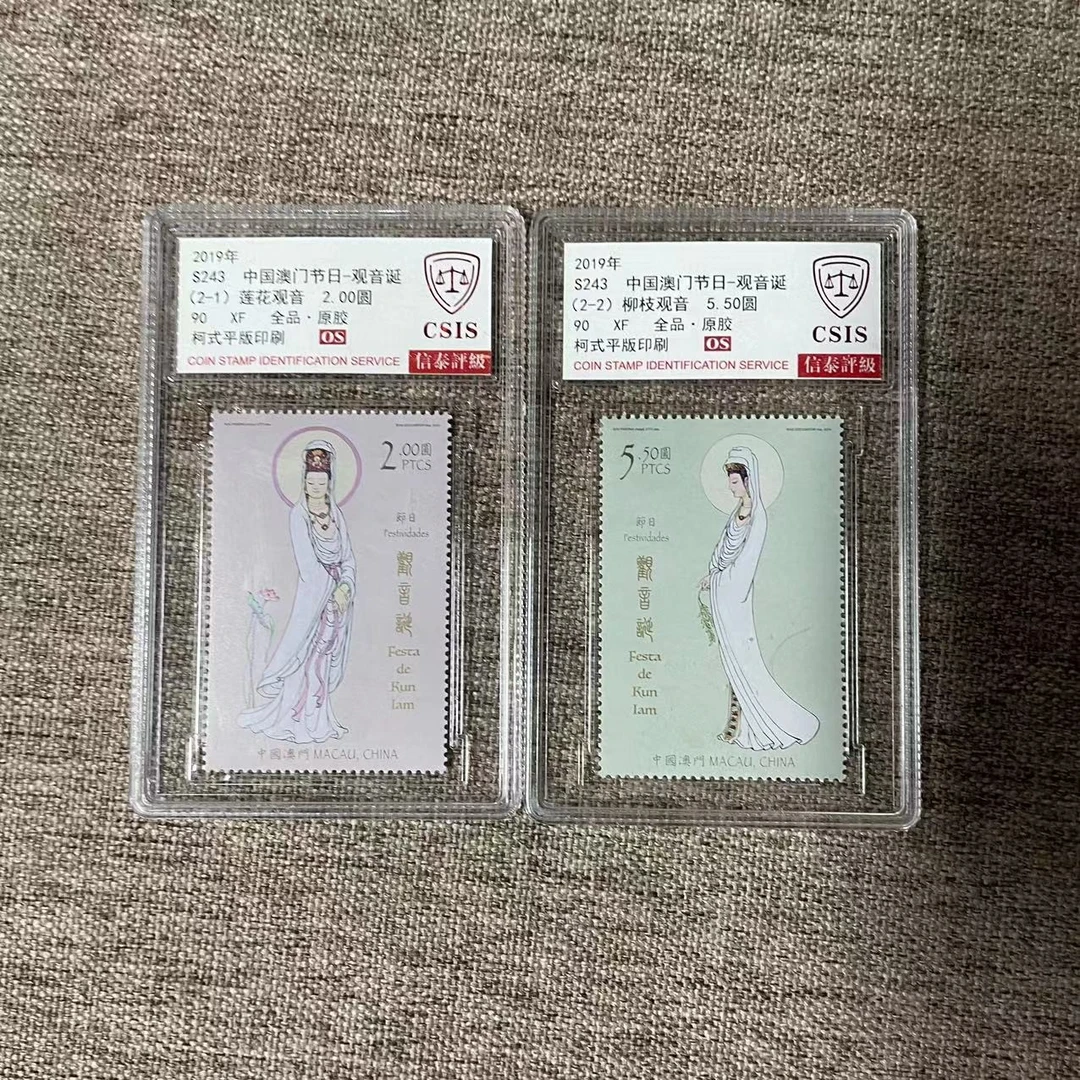 2019年
S243 中国澳门节日-观音诞
(2-1) 莲花观音 2.00圆
90 XF 全品·原胶
柯式平版印刷 OS
COIN STAMP IDENTIFICATION SERVICE
CSIS
信泰評級
2.00圓
PTCS
節日
Festividades
觀音誕
Festa
de
Kun
Iam
中國澳門 MACAU, CHINA
2019年
S243 中国澳门节日-观音诞
(2-2) 柳枝观音 5.50圆
90 XF 全品·原胶
柯式平版印刷 OS
COIN STAMP IDENTIFICATION SERVICE
CSIS
信泰評級
5.50圓
PTCS
節日
Festividades
觀音誕
Festa
de
Kun
Iam
中國澳門 MACAU, CHINA